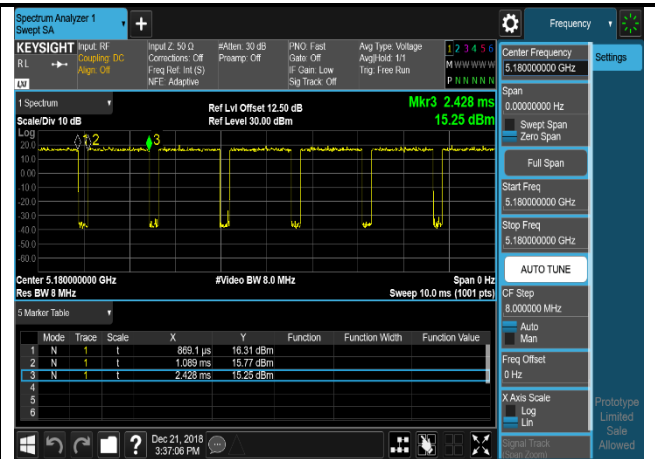 Spectrum Analyzer 1
Swept SA
Frequency
KEYSIGHT
RL
Input: RF
Coupling: DC
Align: Off
Input Z: 50 Ω
Corrections: Off
Freq Ref: Int (S)
NFE: Adaptive
#Atten: 30 dB
Preamp: Off
PNO: Fast
Gate: Off
IF Gain: Low
Sig Track: Off
Avg Type: Voltage
Avg|Hold: 1/1
Trig: Free Run
1 2 3 4 5 6
M W W W W W
P N N N N N
LXI
1 Spectrum
Scale/Div 10 dB
Ref Lvl Offset 12.50 dB
Ref Level 30.00 dBm
Mkr3 2.428 ms
15.25 dBm
Log
20.0
10.0
0.00
-10.0
-20.0
-30.0
-40.0
-50.0
-60.0
2
3
Center 5.180000000 GHz
#Video BW 8.0 MHz
Span 0 Hz
Res BW 8 MHz
Sweep 10.0 ms (1001 pts)
5 Marker Table
Mode Trace Scale X Y Function Function Width Function Value
1 N 1 t 869.1 µs 16.31 dBm
2 N 1 t 1.089 ms 15.77 dBm
3 N 1 t 2.428 ms 15.25 dBm
4
5
6
Dec 21, 2018
3:37:06 PM
Center Frequency
5.180000000 GHz
Settings
Span
0.00000000 Hz
Swept Span
Zero Span
Full Span
Start Freq
5.180000000 GHz
Stop Freq
5.180000000 GHz
AUTO TUNE
CF Step
8.000000 MHz
Auto
Man
Freq Offset
0 Hz
X Axis Scale
Log
Lin
Signal Track
(Span Zoom)
Prototype
Limited
Sale
Allowed